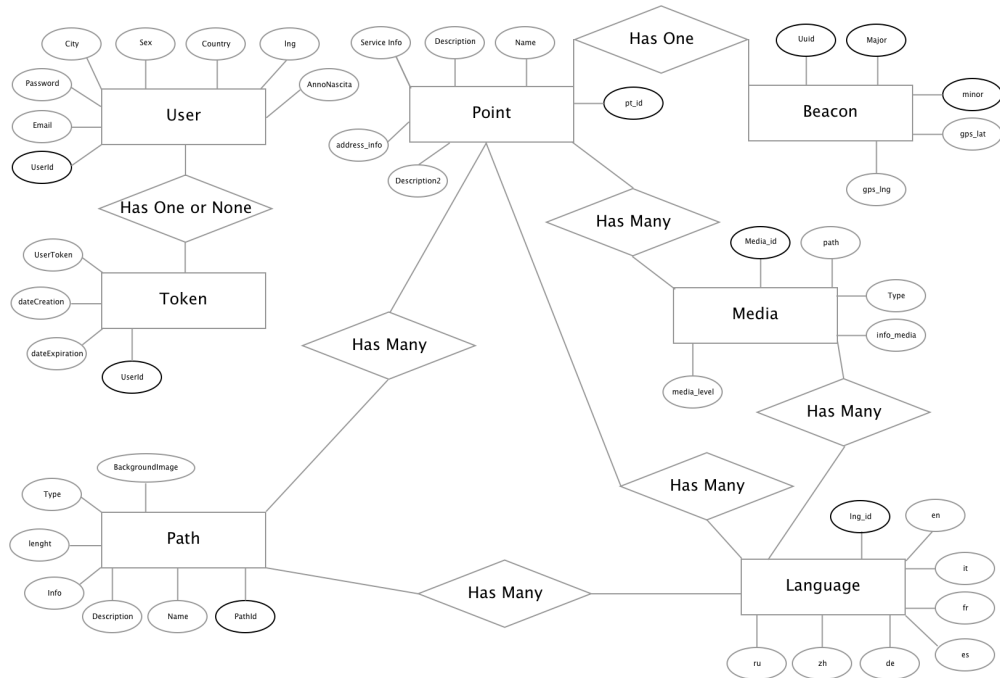 City
Sex
Country
lng
Password
AnnoNascita
User
Email
UserId
Has One or None
UserToken
dateCreation
Token
dateExpiration
UserId
Service Info
Description
Name
Has One
Uuid
Major
Point
pt_id
Beacon
minor
gps_lat
gps_lng
address_info
Description2
Has Many
Media_id
path
Media
Type
info_media
media_level
Has Many
Has Many
Has Many
BackgroundImage
Type
Path
lenght
Info
Description
Name
PathId
Has Many
lng_id
en
Language
it
fr
es
ru
zh
de